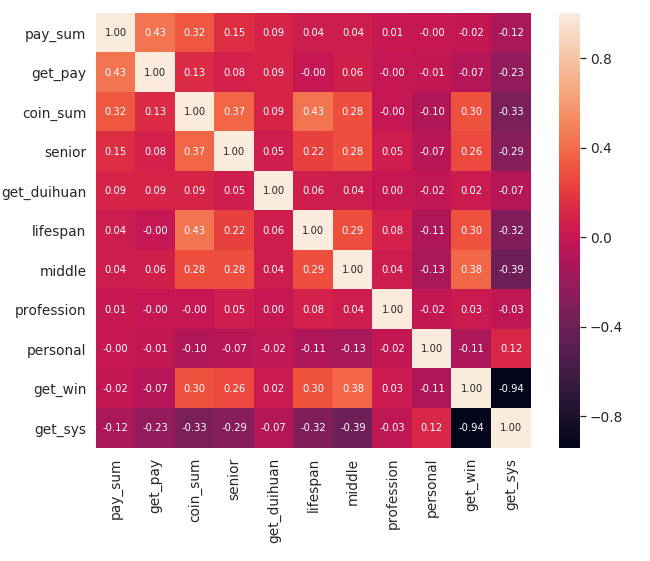 pay_sum 1.00 0.43 0.32 0.15 0.09 0.04 0.04 0.01 -0.00 -0.02 -0.12
get_pay 0.43 1.00 0.13 0.08 0.09 -0.00 0.06 -0.00 -0.01 -0.07 -0.23
coin_sum 0.32 0.13 1.00 0.37 0.09 0.43 0.28 -0.00 -0.10 0.30 -0.33
senior 0.15 0.08 0.37 1.00 0.05 0.22 0.28 0.05 -0.07 0.26 -0.29
get_duihuan 0.09 0.09 0.09 0.05 1.00 0.06 0.04 0.00 -0.02 0.02 -0.07
lifespan 0.04 -0.00 0.43 0.22 0.06 1.00 0.29 0.08 -0.11 0.30 -0.32
middle 0.04 0.06 0.28 0.28 0.04 0.29 1.00 0.04 -0.13 0.38 -0.39
profession 0.01 -0.00 -0.00 0.05 0.00 0.08 0.04 1.00 -0.02 0.03 -0.03
personal -0.00 -0.01 -0.10 -0.07 -0.02 -0.11 -0.13 -0.02 1.00 -0.11 0.12
get_win -0.02 -0.07 0.30 0.26 0.02 0.30 0.38 0.03 -0.11 1.00 -0.94
get_sys -0.12 -0.23 -0.33 -0.29 -0.07 -0.32 -0.39 -0.03 0.12 -0.94 1.00
pay_sum get_pay coin_sum senior get_duihuan lifespan middle profession personal get_win get_sys
0.8
0.4
0.0
−0.4
−0.8